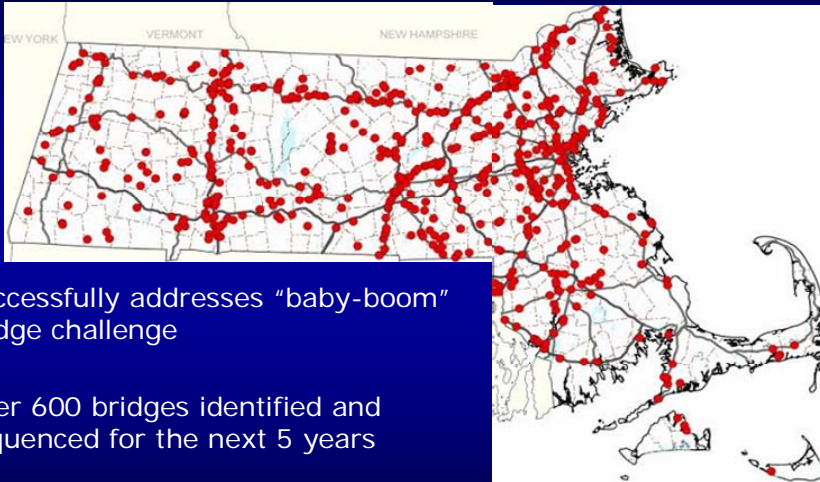 EW YORK
VERMONT
NEW HAMPSHIRE
ccessfully addresses “baby-boom”
dge challenge
er 600 bridges identified and
quenced for the next 5 years